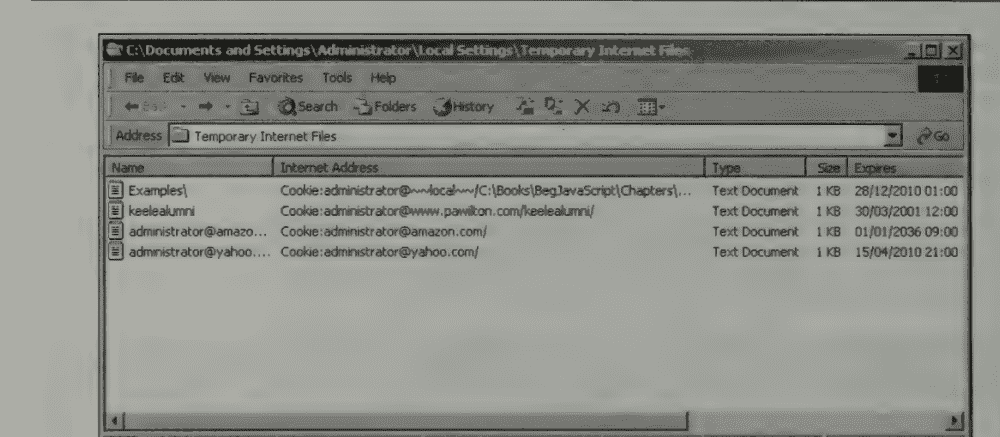 C:\Documents and Settings\Administrator\Local Settings\Temporary Internet Files
File Edit View Favorites Tools Help
Back Search Folders History
Address Temporary Internet Files Go
Name Internet Address Type Size Expires
Examples\ Cookie:administrator@~~local~~/C:\Books\BegJavaScript\Chapters\... Text Document 1 KB 28/12/2010 01:00
keelealumni Cookie:administrator@www.pawilton.com/keelealumni/ Text Document 1 KB 30/03/2001 12:00
administrator@amazo... Cookie:administrator@amazon.com/ Text Document 1 KB 01/01/2036 09:00
administrator@yahoo.... Cookie:administrator@yahoo.com/ Text Document 1 KB 15/04/2010 21:00